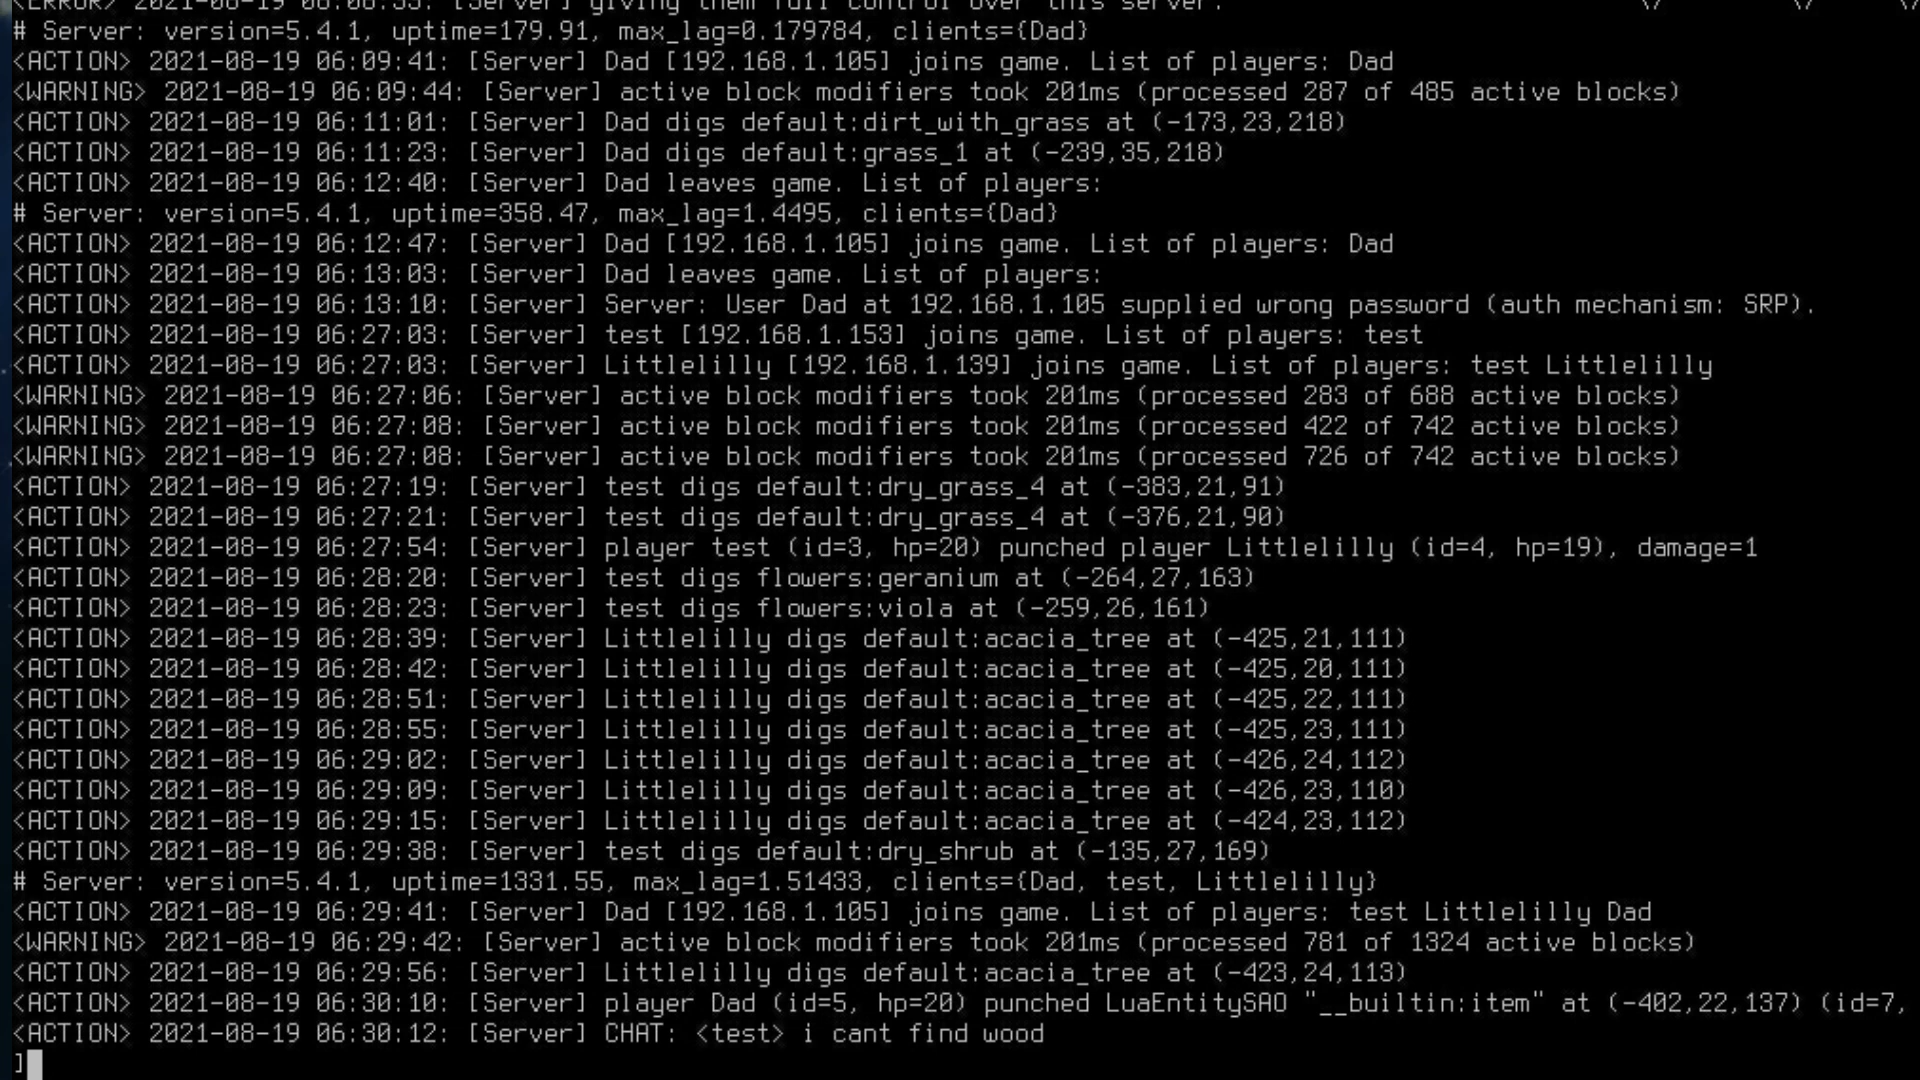 <ERROR> 2021-08-19 06:08:33: [Server] giving them full control over this server.
# Server: version=5.4.1, uptime=179.91, max_lag=0.179784, clients={Dad}
<ACTION> 2021-08-19 06:09:41: [Server] Dad [192.168.1.105] joins game. List of players: Dad
<WARNING> 2021-08-19 06:09:44: [Server] active block modifiers took 201ms (processed 287 of 485 active blocks)
<ACTION> 2021-08-19 06:11:01: [Server] Dad digs default:dirt_with_grass at (-173,23,218)
<ACTION> 2021-08-19 06:11:23: [Server] Dad digs default:grass_1 at (-239,35,218)
<ACTION> 2021-08-19 06:12:40: [Server] Dad leaves game. List of players:
# Server: version=5.4.1, uptime=358.47, max_lag=1.4495, clients={Dad}
<ACTION> 2021-08-19 06:12:47: [Server] Dad [192.168.1.105] joins game. List of players: Dad
<ACTION> 2021-08-19 06:13:03: [Server] Dad leaves game. List of players:
<ACTION> 2021-08-19 06:13:10: [Server] Server: User Dad at 192.168.1.105 supplied wrong password (auth mechanism: SRP).
<ACTION> 2021-08-19 06:27:03: [Server] test [192.168.1.153] joins game. List of players: test
<ACTION> 2021-08-19 06:27:03: [Server] Littlelilly [192.168.1.139] joins game. List of players: test Littlelilly
<WARNING> 2021-08-19 06:27:06: [Server] active block modifiers took 201ms (processed 283 of 688 active blocks)
<WARNING> 2021-08-19 06:27:08: [Server] active block modifiers took 201ms (processed 422 of 742 active blocks)
<WARNING> 2021-08-19 06:27:08: [Server] active block modifiers took 201ms (processed 726 of 742 active blocks)
<ACTION> 2021-08-19 06:27:19: [Server] test digs default:dry_grass_4 at (-383,21,91)
<ACTION> 2021-08-19 06:27:21: [Server] test digs default:dry_grass_4 at (-376,21,90)
<ACTION> 2021-08-19 06:27:54: [Server] player test (id=3, hp=20) punched player Littlelilly (id=4, hp=19), damage=1
<ACTION> 2021-08-19 06:28:20: [Server] test digs flowers:geranium at (-264,27,163)
<ACTION> 2021-08-19 06:28:23: [Server] test digs flowers:viola at (-259,26,161)
<ACTION> 2021-08-19 06:28:39: [Server] Littlelilly digs default:acacia_tree at (-425,21,111)
<ACTION> 2021-08-19 06:28:42: [Server] Littlelilly digs default:acacia_tree at (-425,20,111)
<ACTION> 2021-08-19 06:28:51: [Server] Littlelilly digs default:acacia_tree at (-425,22,111)
<ACTION> 2021-08-19 06:28:55: [Server] Littlelilly digs default:acacia_tree at (-425,23,111)
<ACTION> 2021-08-19 06:29:02: [Server] Littlelilly digs default:acacia_tree at (-426,24,112)
<ACTION> 2021-08-19 06:29:09: [Server] Littlelilly digs default:acacia_tree at (-426,23,110)
<ACTION> 2021-08-19 06:29:15: [Server] Littlelilly digs default:acacia_tree at (-424,23,112)
<ACTION> 2021-08-19 06:29:38: [Server] test digs default:dry_shrub at (-135,27,169)
# Server: version=5.4.1, uptime=1331.55, max_lag=1.51433, clients={Dad, test, Littlelilly}
<ACTION> 2021-08-19 06:29:41: [Server] Dad [192.168.1.105] joins game. List of players: test Littlelilly Dad
<WARNING> 2021-08-19 06:29:42: [Server] active block modifiers took 201ms (processed 781 of 1324 active blocks)
<ACTION> 2021-08-19 06:29:56: [Server] Littlelilly digs default:acacia_tree at (-423,24,113)
<ACTION> 2021-08-19 06:30:10: [Server] player Dad (id=5, hp=20) punched LuaEntitySAO "__builtin:item" at (-402,22,137) (id=7,
<ACTION> 2021-08-19 06:30:12: [Server] CHAT: <test> i cant find wood
]